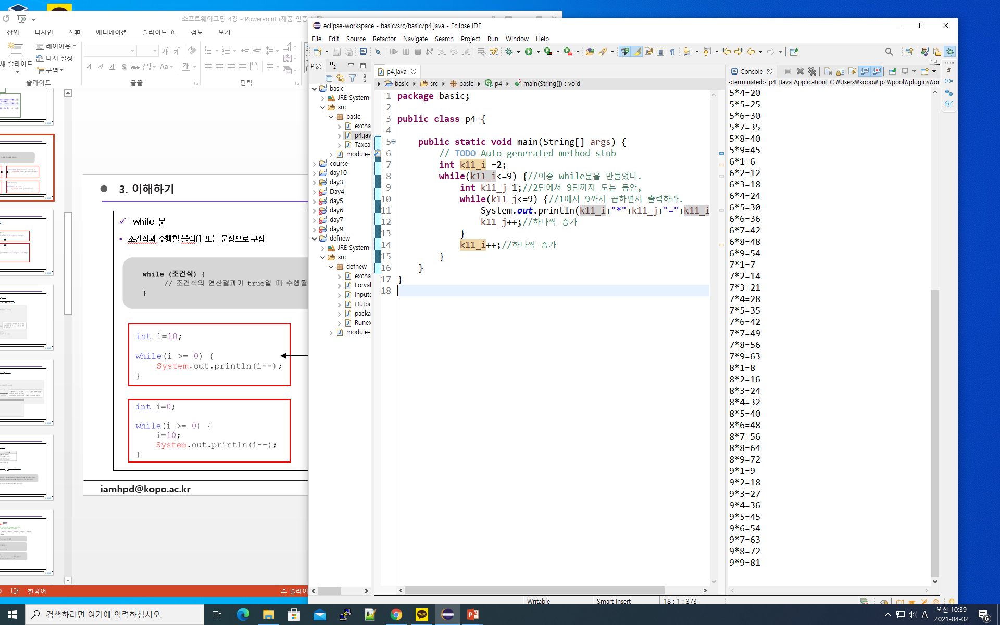 소프트웨어코딩_4강 - PowerPoint (제품 인증
삽입 디자인 전환 애니메이션 슬라이드 쇼 검토 보기
레이아웃
다시 설정
새 슬라이드
구역
슬라이드 글꼴 단락
3. 이해하기
while 문
조건식과 수행할 블럭{} 또는 문장으로 구성
while (조건식) {
// 조건식의 연산결과가 true일 때 수행될
}
int i=10;
while(i >= 0) {
System.out.println(i--);
}
int i=0;
while(i >= 0) {
i=10;
System.out.println(i--);
}
iamhpd@kopo.ac.kr
한국어
슬라이
eclipse-workspace - basic/src/basic/p4.java - Eclipse IDE
File Edit Source Refactor Navigate Search Project Run Window Help
basic
JRE System
src
basic
excha
p4.jav
Taxca
module-
course
day10
day3
Day4
day5
day6
day7
day9
defnew
JRE System
src
defnew
excha
Forval
Inputc
Outpu
packa
Runex
module-
p4.java
basic src basic p4 main(String[]) : void
1 package basic;
2
3 public class p4 {
4
5 public static void main(String[] args) {
6 // TODO Auto-generated method stub
7 int k11_i =2;
8 while(k11_i<=9) {//이중 while문을 만들었다.
9 int k11_j=1;//2단에서 9단까지 도는 동안,
10 while(k11_j<=9) {//1에서 9까지 곱하면서 출력하라.
11 System.out.println(k11_i+"*"+k11_j+"="+k11_i
12 k11_j++;//하나씩 증가
13 }
14 k11_i++;//하나씩 증가
15 }
16 }
17 }
18
Writable Smart Insert 18 : 1 : 373
Console
<terminated> p4 [Java Application] C:₩Users₩kopo₩.p2₩pool₩plugins₩or
5*4=20
5*5=25
5*6=30
5*7=35
5*8=40
5*9=45
6*1=6
6*2=12
6*3=18
6*4=24
6*5=30
6*6=36
6*7=42
6*8=48
6*9=54
7*1=7
7*2=14
7*3=21
7*4=28
7*5=35
7*6=42
7*7=49
7*8=56
7*9=63
8*1=8
8*2=16
8*3=24
8*4=32
8*5=40
8*6=48
8*7=56
8*8=64
8*9=72
9*1=9
9*2=18
9*3=27
9*4=36
9*5=45
9*6=54
9*7=63
9*8=72
9*9=81
검색하려면 여기에 입력하십시오.
A
오전 10:39
2021-04-02
6